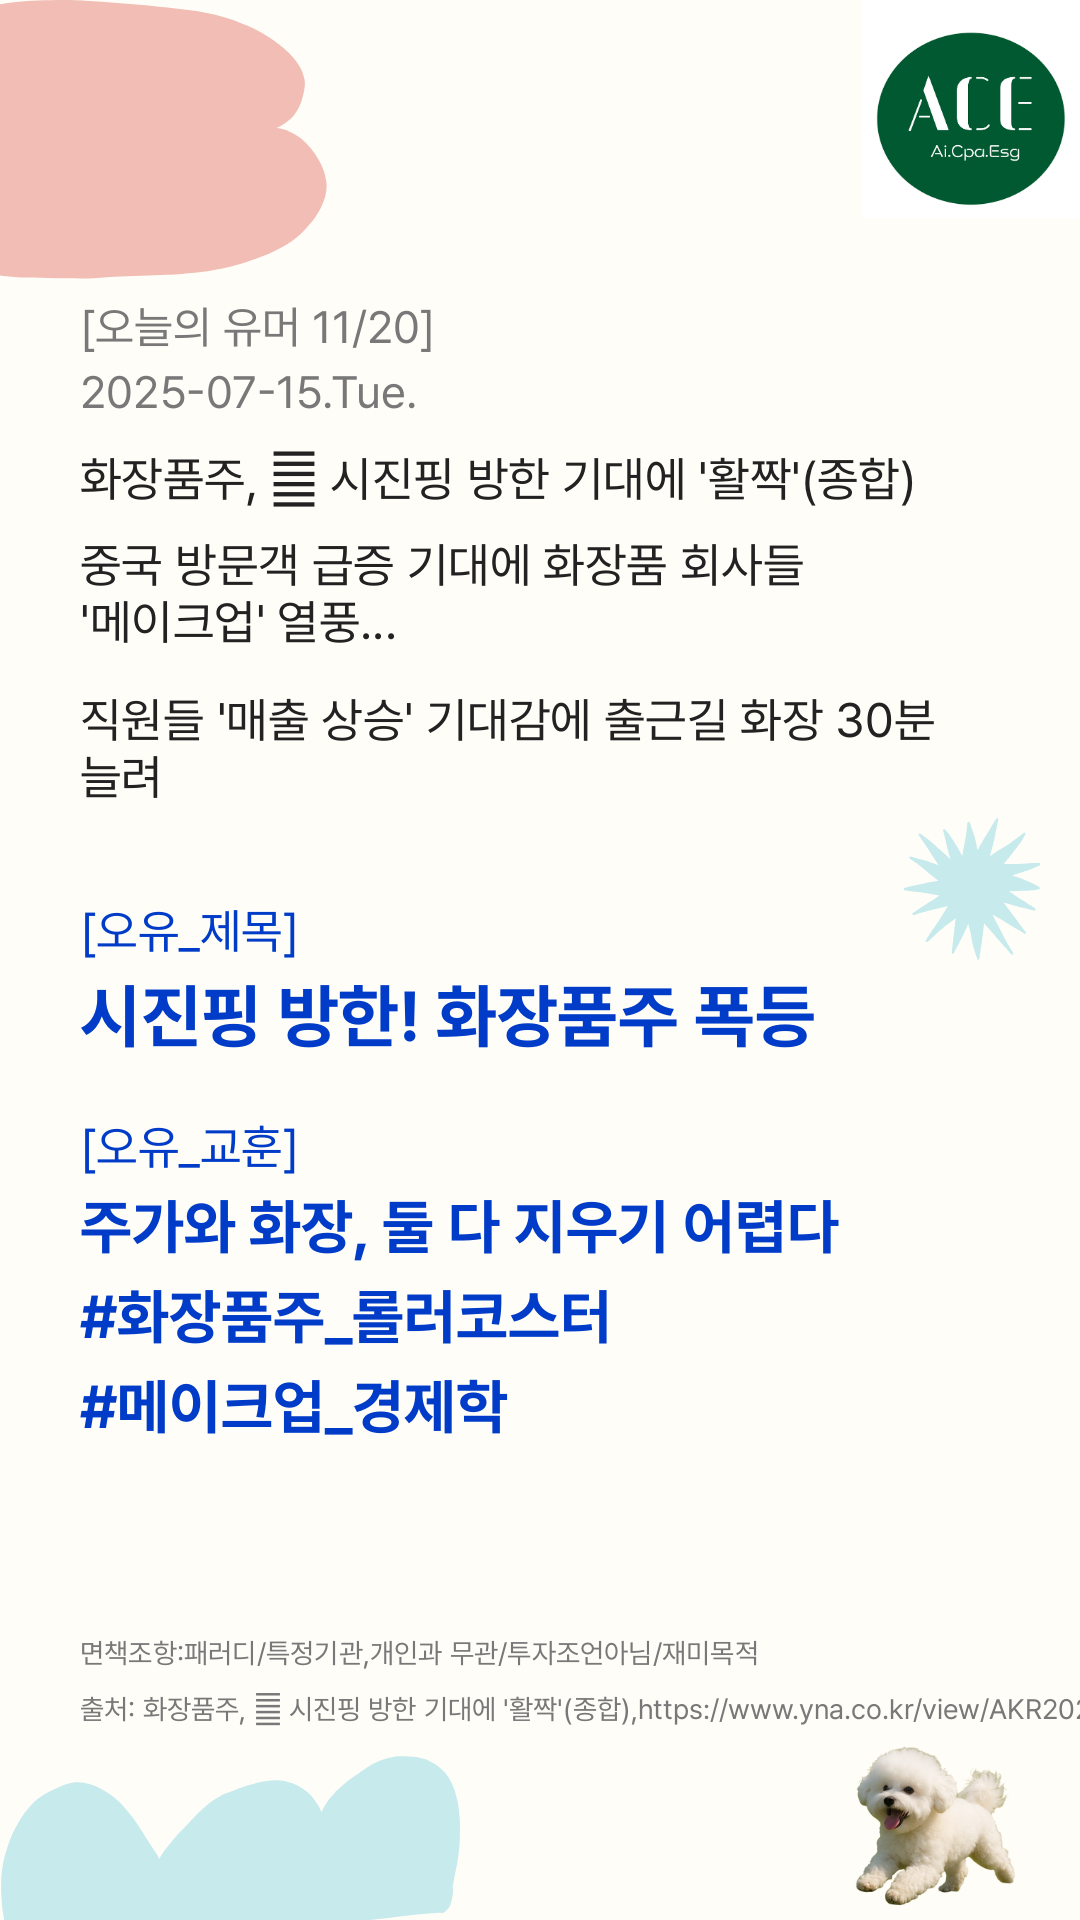 ACE
Ai.Cpa.Esg
[오늘의 유머 11/20]
2025-07-15.Tue.
화장품주, 시진핑 방한 기대에 '활짝'(종합)
중국 방문객 급증 기대에 화장품 회사들
'메이크업' 열풍...
직원들 '매출 상승' 기대감에 출근길 화장 30분
늘려
[오유_제목]
시진핑 방한! 화장품주 폭등
[오유_교훈]
주가와 화장, 둘 다 지우기 어렵다
#화장품주_롤러코스터
#메이크업_경제학
면책조항:패러디/특정기관,개인과 무관/투자조언아님/재미목적
출처: 화장품주, 시진핑 방한 기대에 '활짝'(종합),https://www.yna.co.kr/view/AKR202